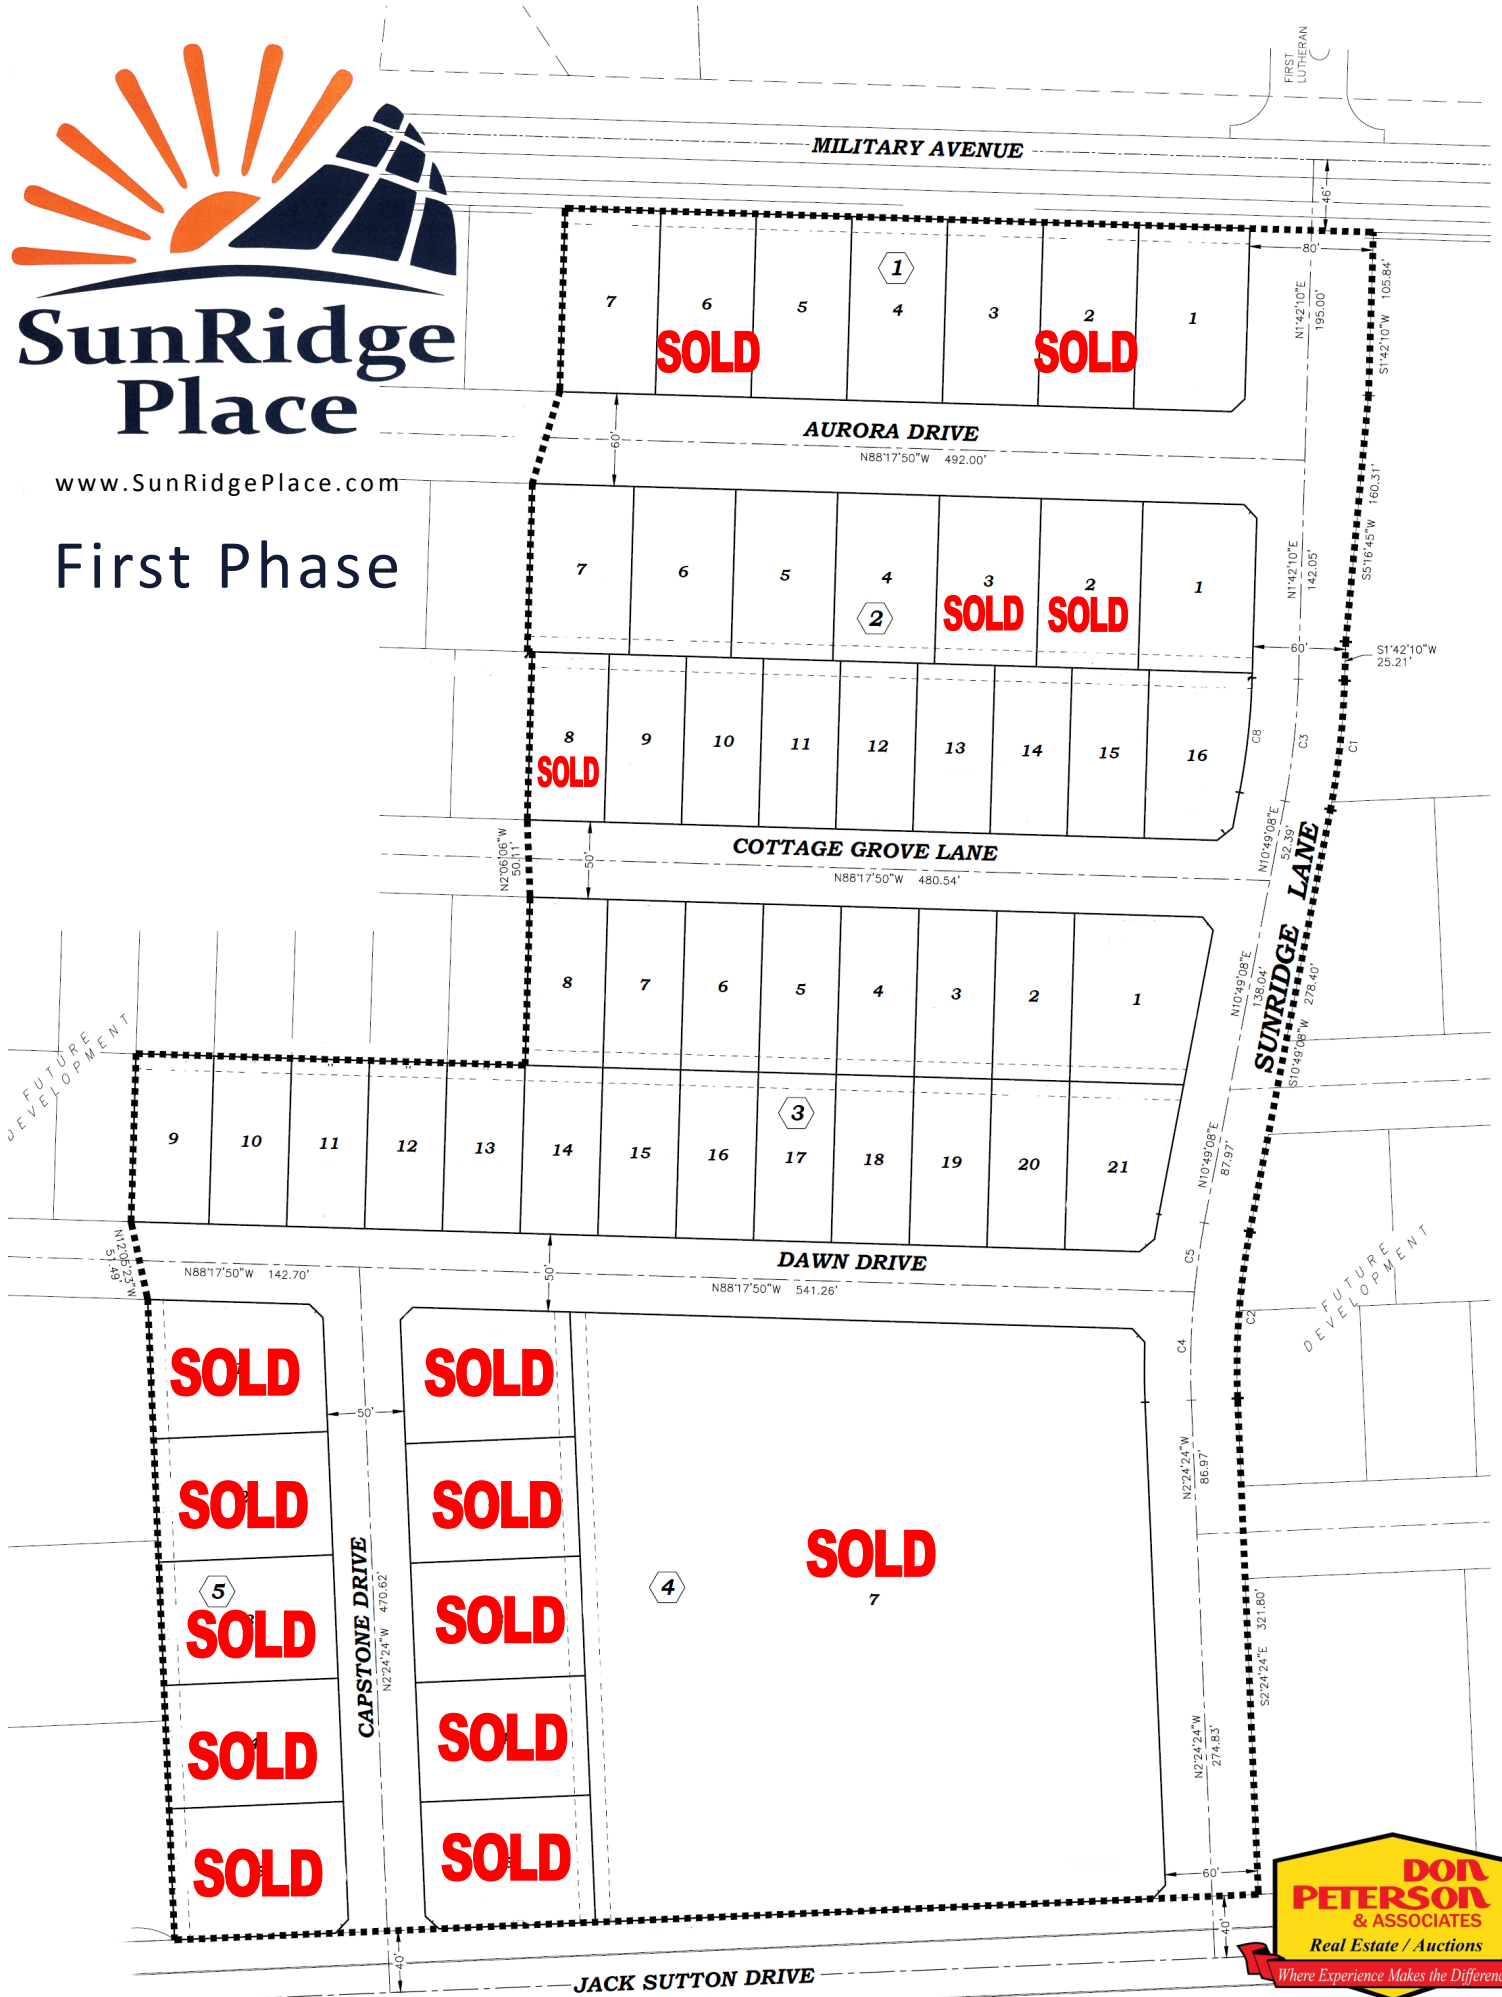 FIRST
LUTHERAN
MILITARY AVENUE
46'
SunRidge
Place
www.SunRidgePlace.com
First Phase
1
7
6
5
4
3
2
1
SOLD
SOLD
80'
N1°42'10"E
195.00'
S1°42'10"W 105.84'
60'
AURORA DRIVE
N88°17'50"W 492.00'
S5°16'45"W 160.31'
7
6
5
4
3
2
1
SOLD
SOLD
2
N1°42'10"E
142.05'
60'
S1°42'10"W
25.21'
8
9
10
11
12
13
14
15
16
SOLD
C8
C3
C1
N2°06'06"W
50.11'
50'
COTTAGE GROVE LANE
N88°17'50"W 480.54'
N10°49'08"E
52.39'
SUNRIDGE LANE
8
7
6
5
4
3
2
1
N10°49'08"E
138.04'
S10°49'08"W 278.40'
FUTURE
DEVELOPMENT
3
9
10
11
12
13
14
15
16
17
18
19
20
21
N10°49'08"E
87.97'
N12°05'23"W
51.49'
N88°17'50"W 142.70'
50'
DAWN DRIVE
N88°17'50"W 541.26'
C5
C2
C4
FUTURE
DEVELOPMENT
SOLD
SOLD
50'
SOLD
SOLD
N2°24'24"W
86.97'
5
SOLD
SOLD
4
SOLD
7
CAPSTONE DRIVE
N2°24'24"W 470.62'
S2°24'24"E 321.80'
SOLD
SOLD
N2°24'24"W
274.83'
SOLD
SOLD
60'
40'
40'
JACK SUTTON DRIVE
DON
PETERSON
& ASSOCIATES
Real Estate / Auctions
Where Experience Makes the Differenc